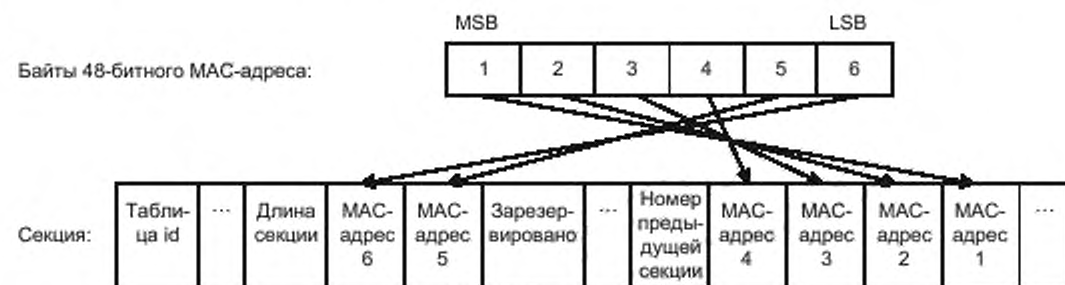 MSB LSB
Байты 48-битного MAC-адреса: 1 2 3 4 5 6
Секция:
Табли-
ца id
...
Длина
секции
MAC-
адрес
6
MAC-
адрес
5
Зарезер-
вировано
...
Номер
преды-
дущей
секции
MAC-
адрес
4
MAC-
адрес
3
MAC-
адрес
2
MAC-
адрес
1
...